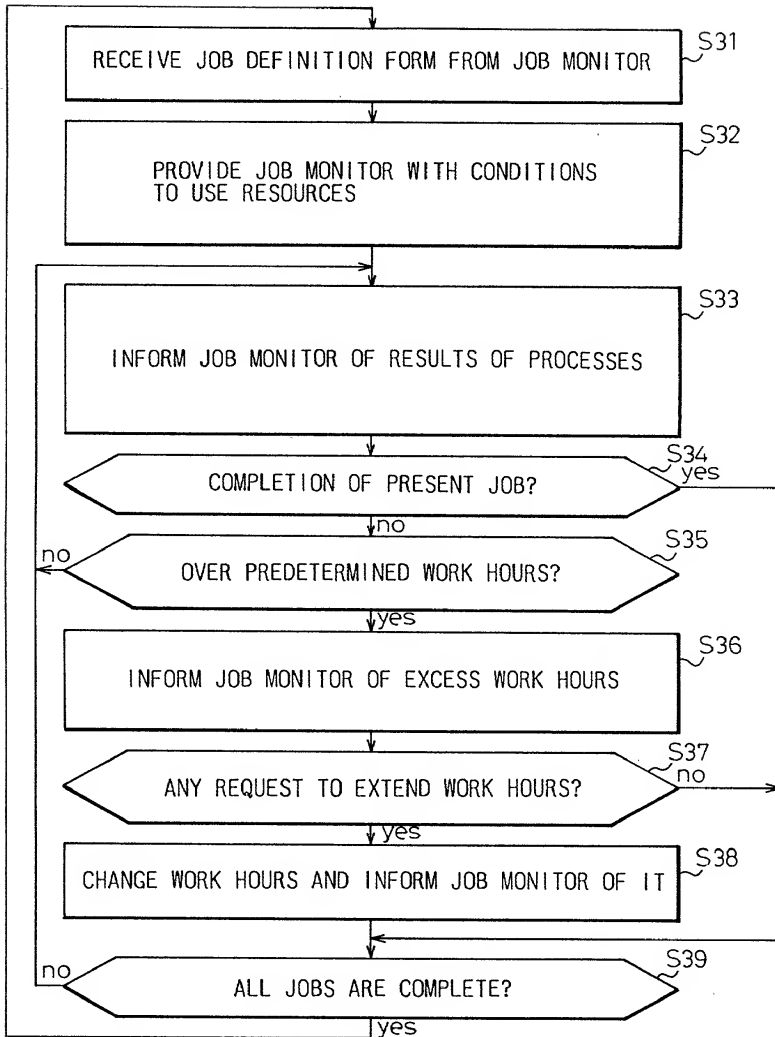 S31
RECEIVE JOB DEFINITION FORM FROM JOB MONITOR
S32
PROVIDE JOB MONITOR WITH CONDITIONS
TO USE RESOURCES
S33
INFORM JOB MONITOR OF RESULTS OF PROCESSES
S34
COMPLETION OF PRESENT JOB?
yes
no
S35
no
OVER PREDETERMINED WORK HOURS?
yes
S36
INFORM JOB MONITOR OF EXCESS WORK HOURS
S37
ANY REQUEST TO EXTEND WORK HOURS?
no
yes
S38
CHANGE WORK HOURS AND INFORM JOB MONITOR OF IT
S39
no
ALL JOBS ARE COMPLETE?
yes